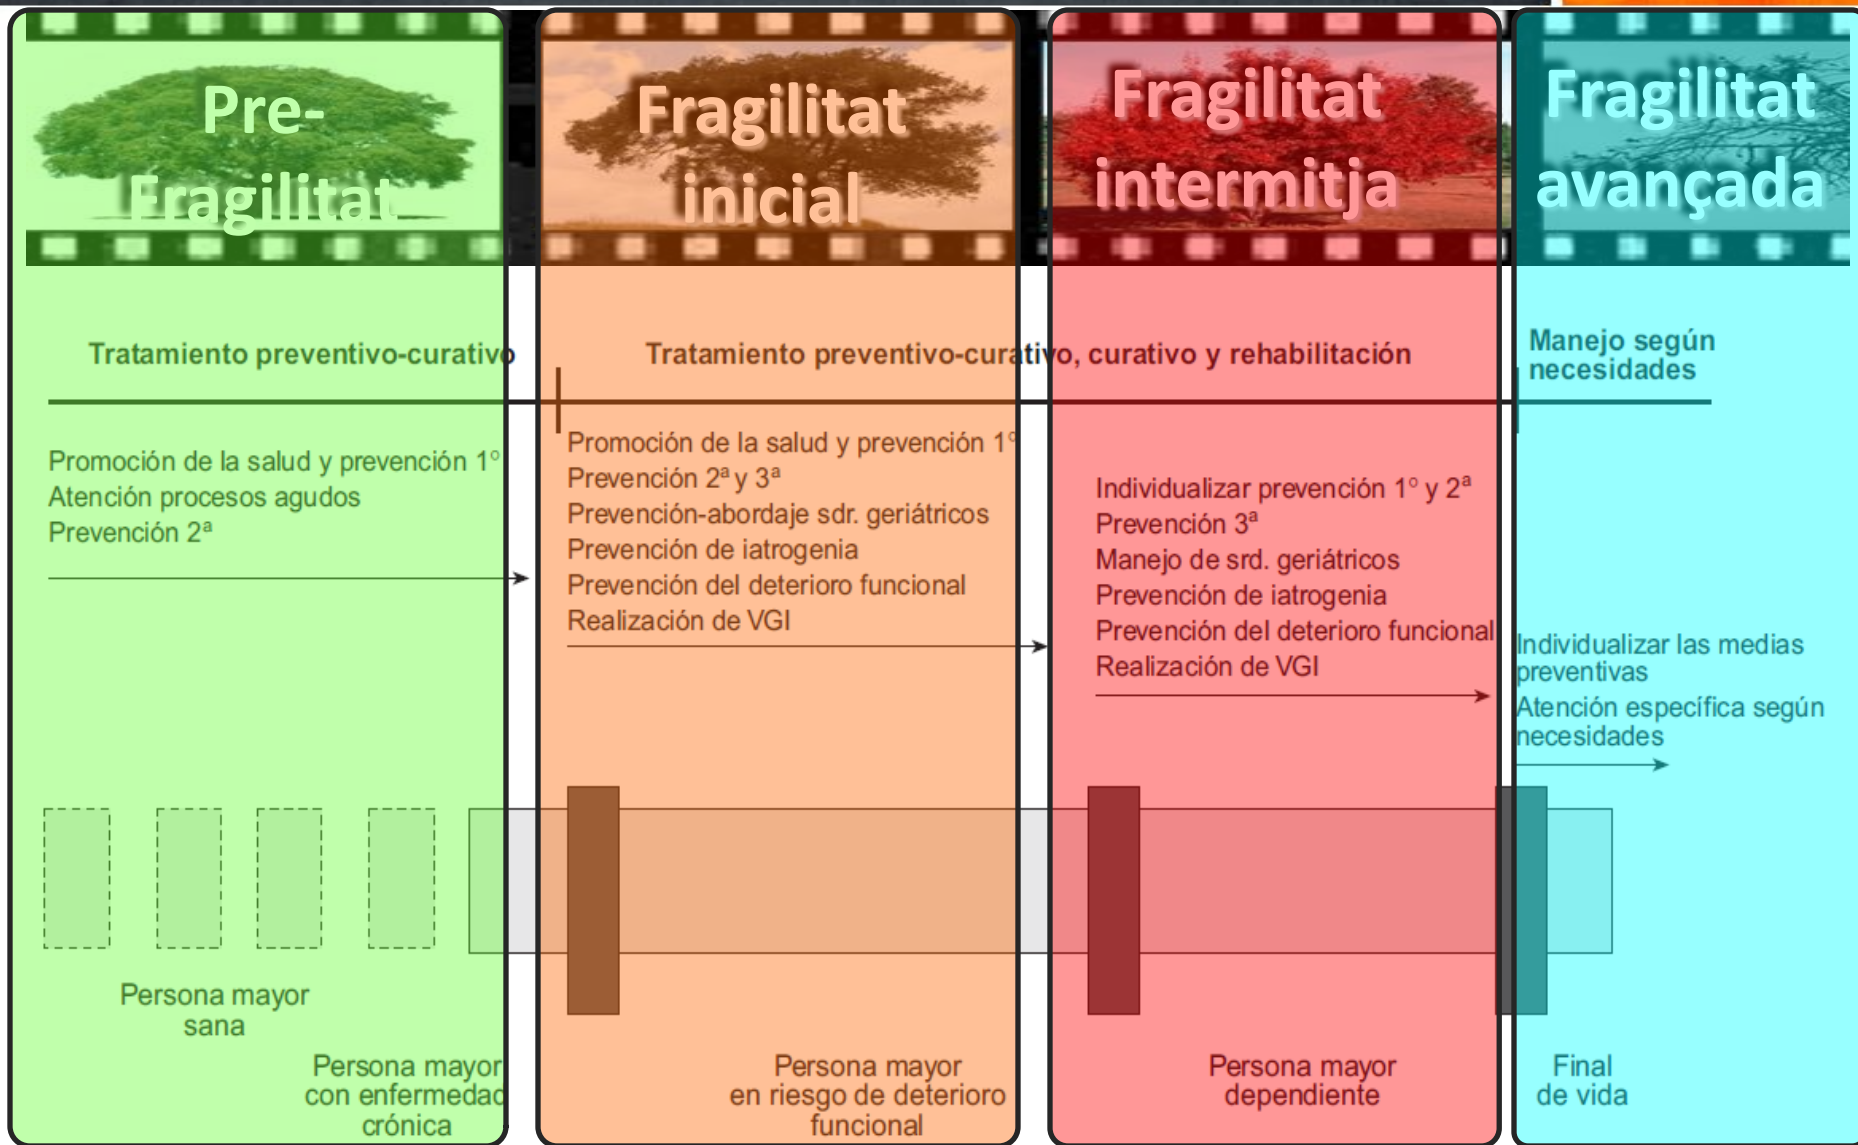 Pre-
Fragilitat
Fragilitat
inicial
Fragilitat
intermitja
Fragilitat
avançada
Tratamiento preventivo-curativo
Tratamiento preventivo-curativo, curativo y rehabilitación
Manejo según
necesidades
Promoción de la salud y prevención 1º
Atención procesos agudos
Prevención 2ª
Promoción de la salud y prevención 1º
Prevención 2ª y 3ª
Prevención-abordaje sdr. geriátricos
Prevención de iatrogenia
Prevención del deterioro funcional
Realización de VGI
Individualizar prevención 1º y 2ª
Prevención 3ª
Manejo de srd. geriátricos
Prevención de iatrogenia
Prevención del deterioro funcional
Realización de VGI
Individualizar las medias
preventivas
Atención específica según
necesidades
Persona mayor
sana
Persona mayor
con enfermedad
crónica
Persona mayor
en riesgo de deterioro
funcional
Persona mayor
dependiente
Final
de vida